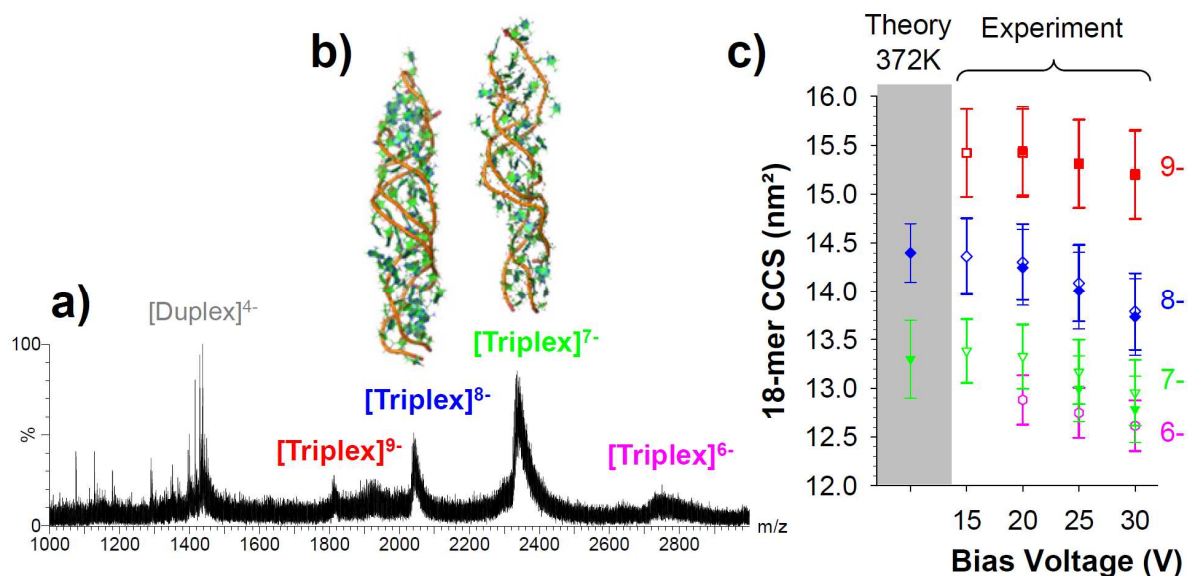 a)
[Duplex]⁴⁻
100
%
0
1000 1200 1400 1600 1800 2000 2200 2400 2600 2800
m/z
[Triplex]⁹⁻
[Triplex]⁸⁻
[Triplex]⁷⁻
[Triplex]⁶⁻
b)
c)
Theory
372K
Experiment
18-mer CCS (nm²)
16.0
15.5
15.0
14.5
14.0
13.5
13.0
12.5
12.0
9-
8-
7-
6-
15 20 25 30
Bias Voltage (V)